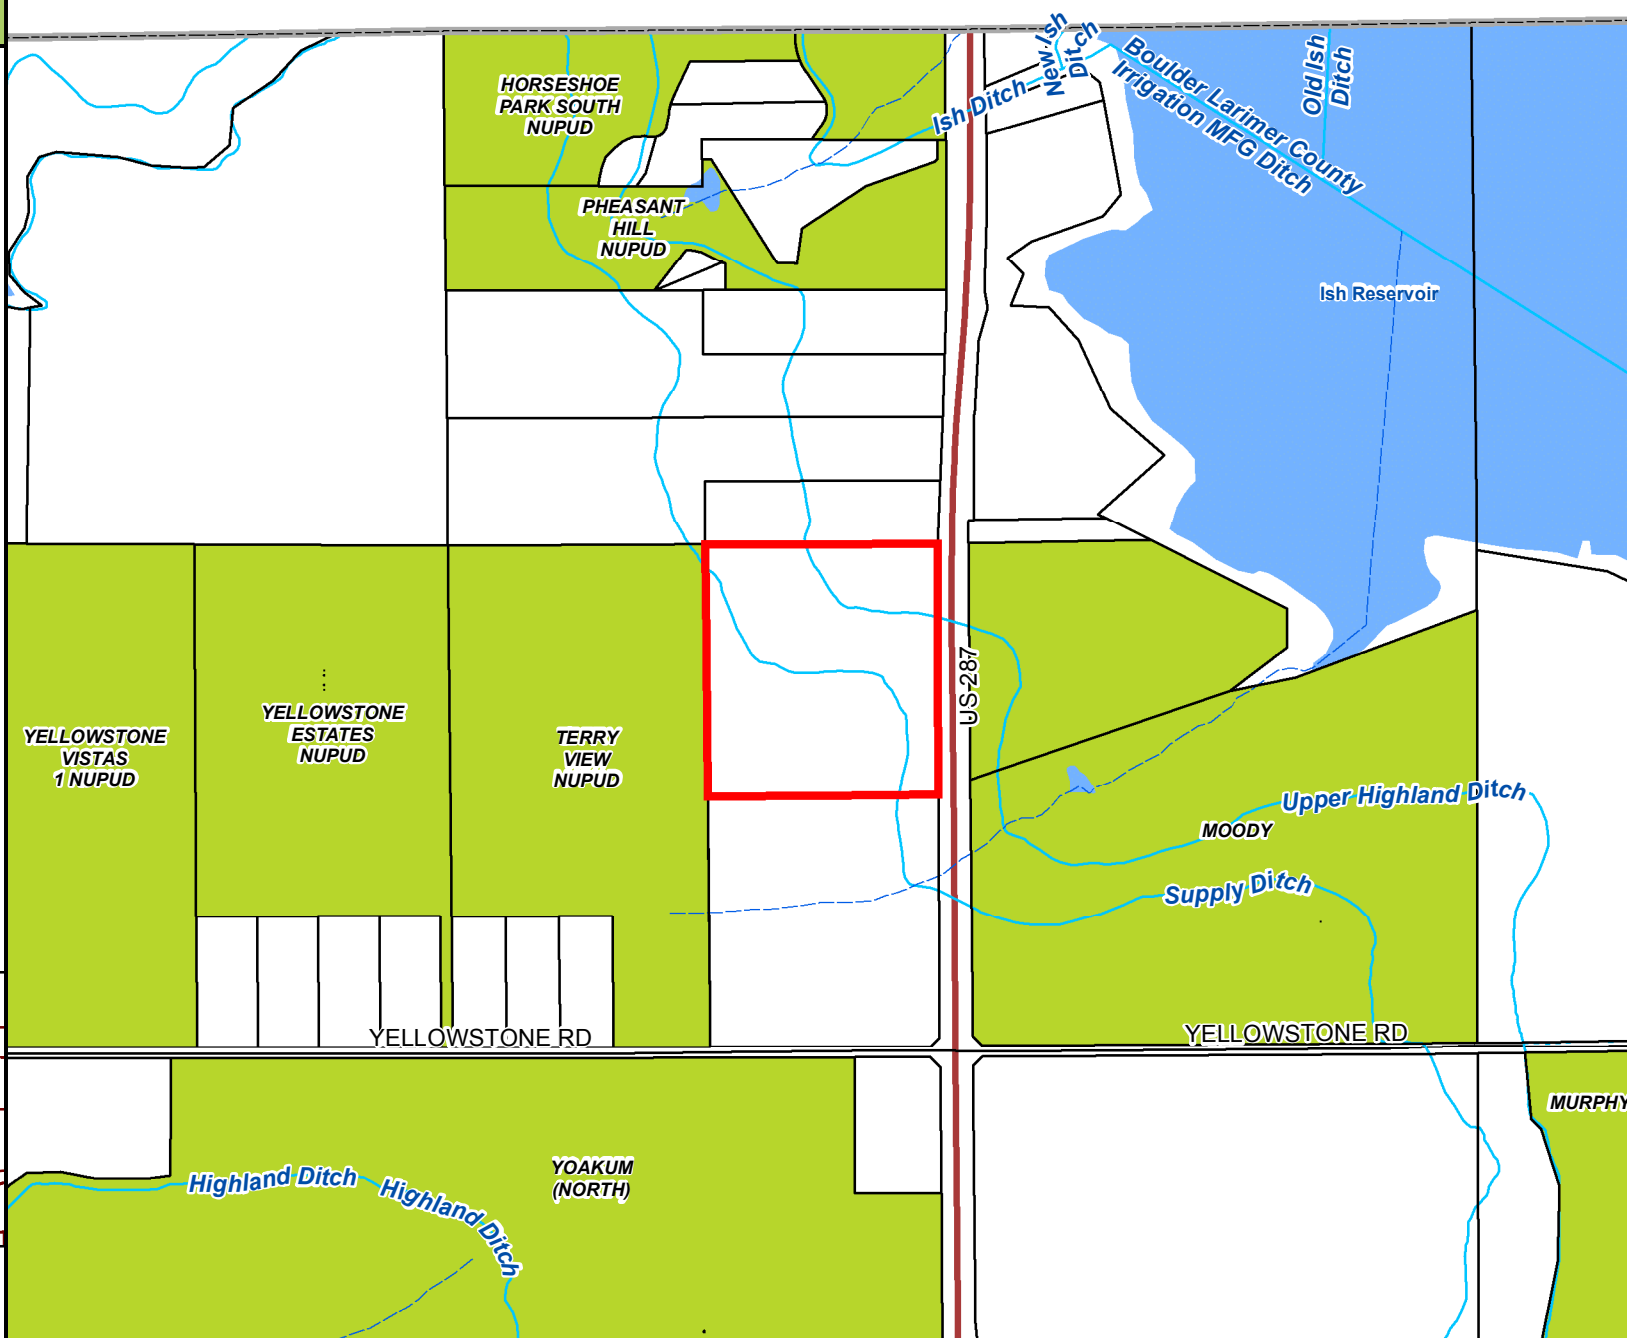 New Ish
Ditch
Boulder Larimer County
Irrigation MFG Ditch
Old Ish
Ditch
HORSESHOE
PARK SOUTH
NUPUD
Ish Ditch
PHEASANT
HILL
NUPUD
Ish Reservoir
US-287
YELLOWSTONE
VISTAS
1 NUPUD
YELLOWSTONE
ESTATES
NUPUD
TERRY
VIEW
NUPUD
Upper Highland Ditch
MOODY
Supply Ditch
YELLOWSTONE RD
YELLOWSTONE RD
MURPHY
YOAKUM
(NORTH)
Highland Ditch
Highland Ditch